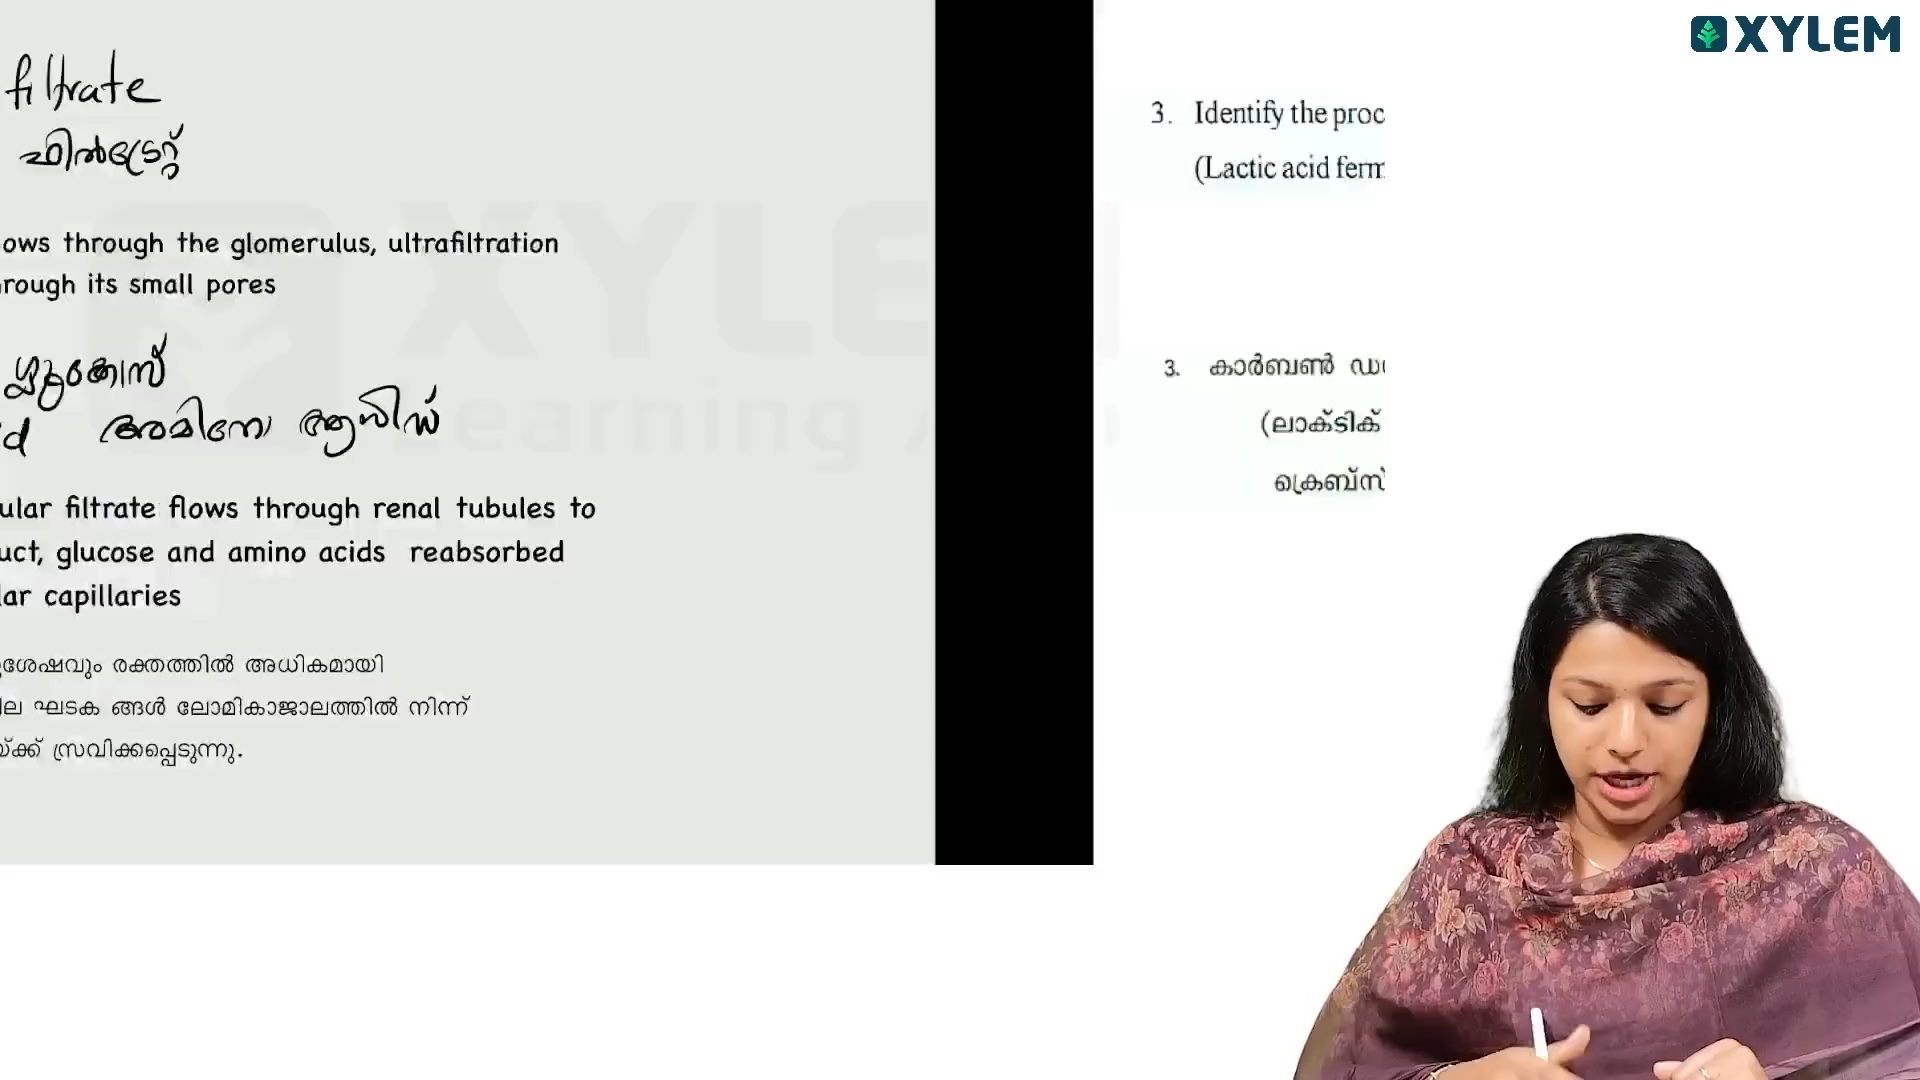 filtrate
ഫിൽട്രേറ്റ്
ows through the glomerulus, ultrafiltration
rough its small pores
ഗ്ലൂക്കോസ്
d അമിനോ ആസിഡ്
ular filtrate flows through renal tubules to
uct, glucose and amino acids reabsorbed
lar capillaries
ശേഷവും രക്തത്തിൽ അധികമായി
ല ഘടക ങ്ങൾ ലോമികാജാലത്തിൽ നിന്ന്
യ്ക്ക് സ്രവിക്കപ്പെടുന്നു.
XYLEM
Learning A
XYLEM
3. Identify the proc
(Lactic acid ferm
3. കാർബൺ ഡ
(ലാക്ടിക്
ക്രെബ്സ്